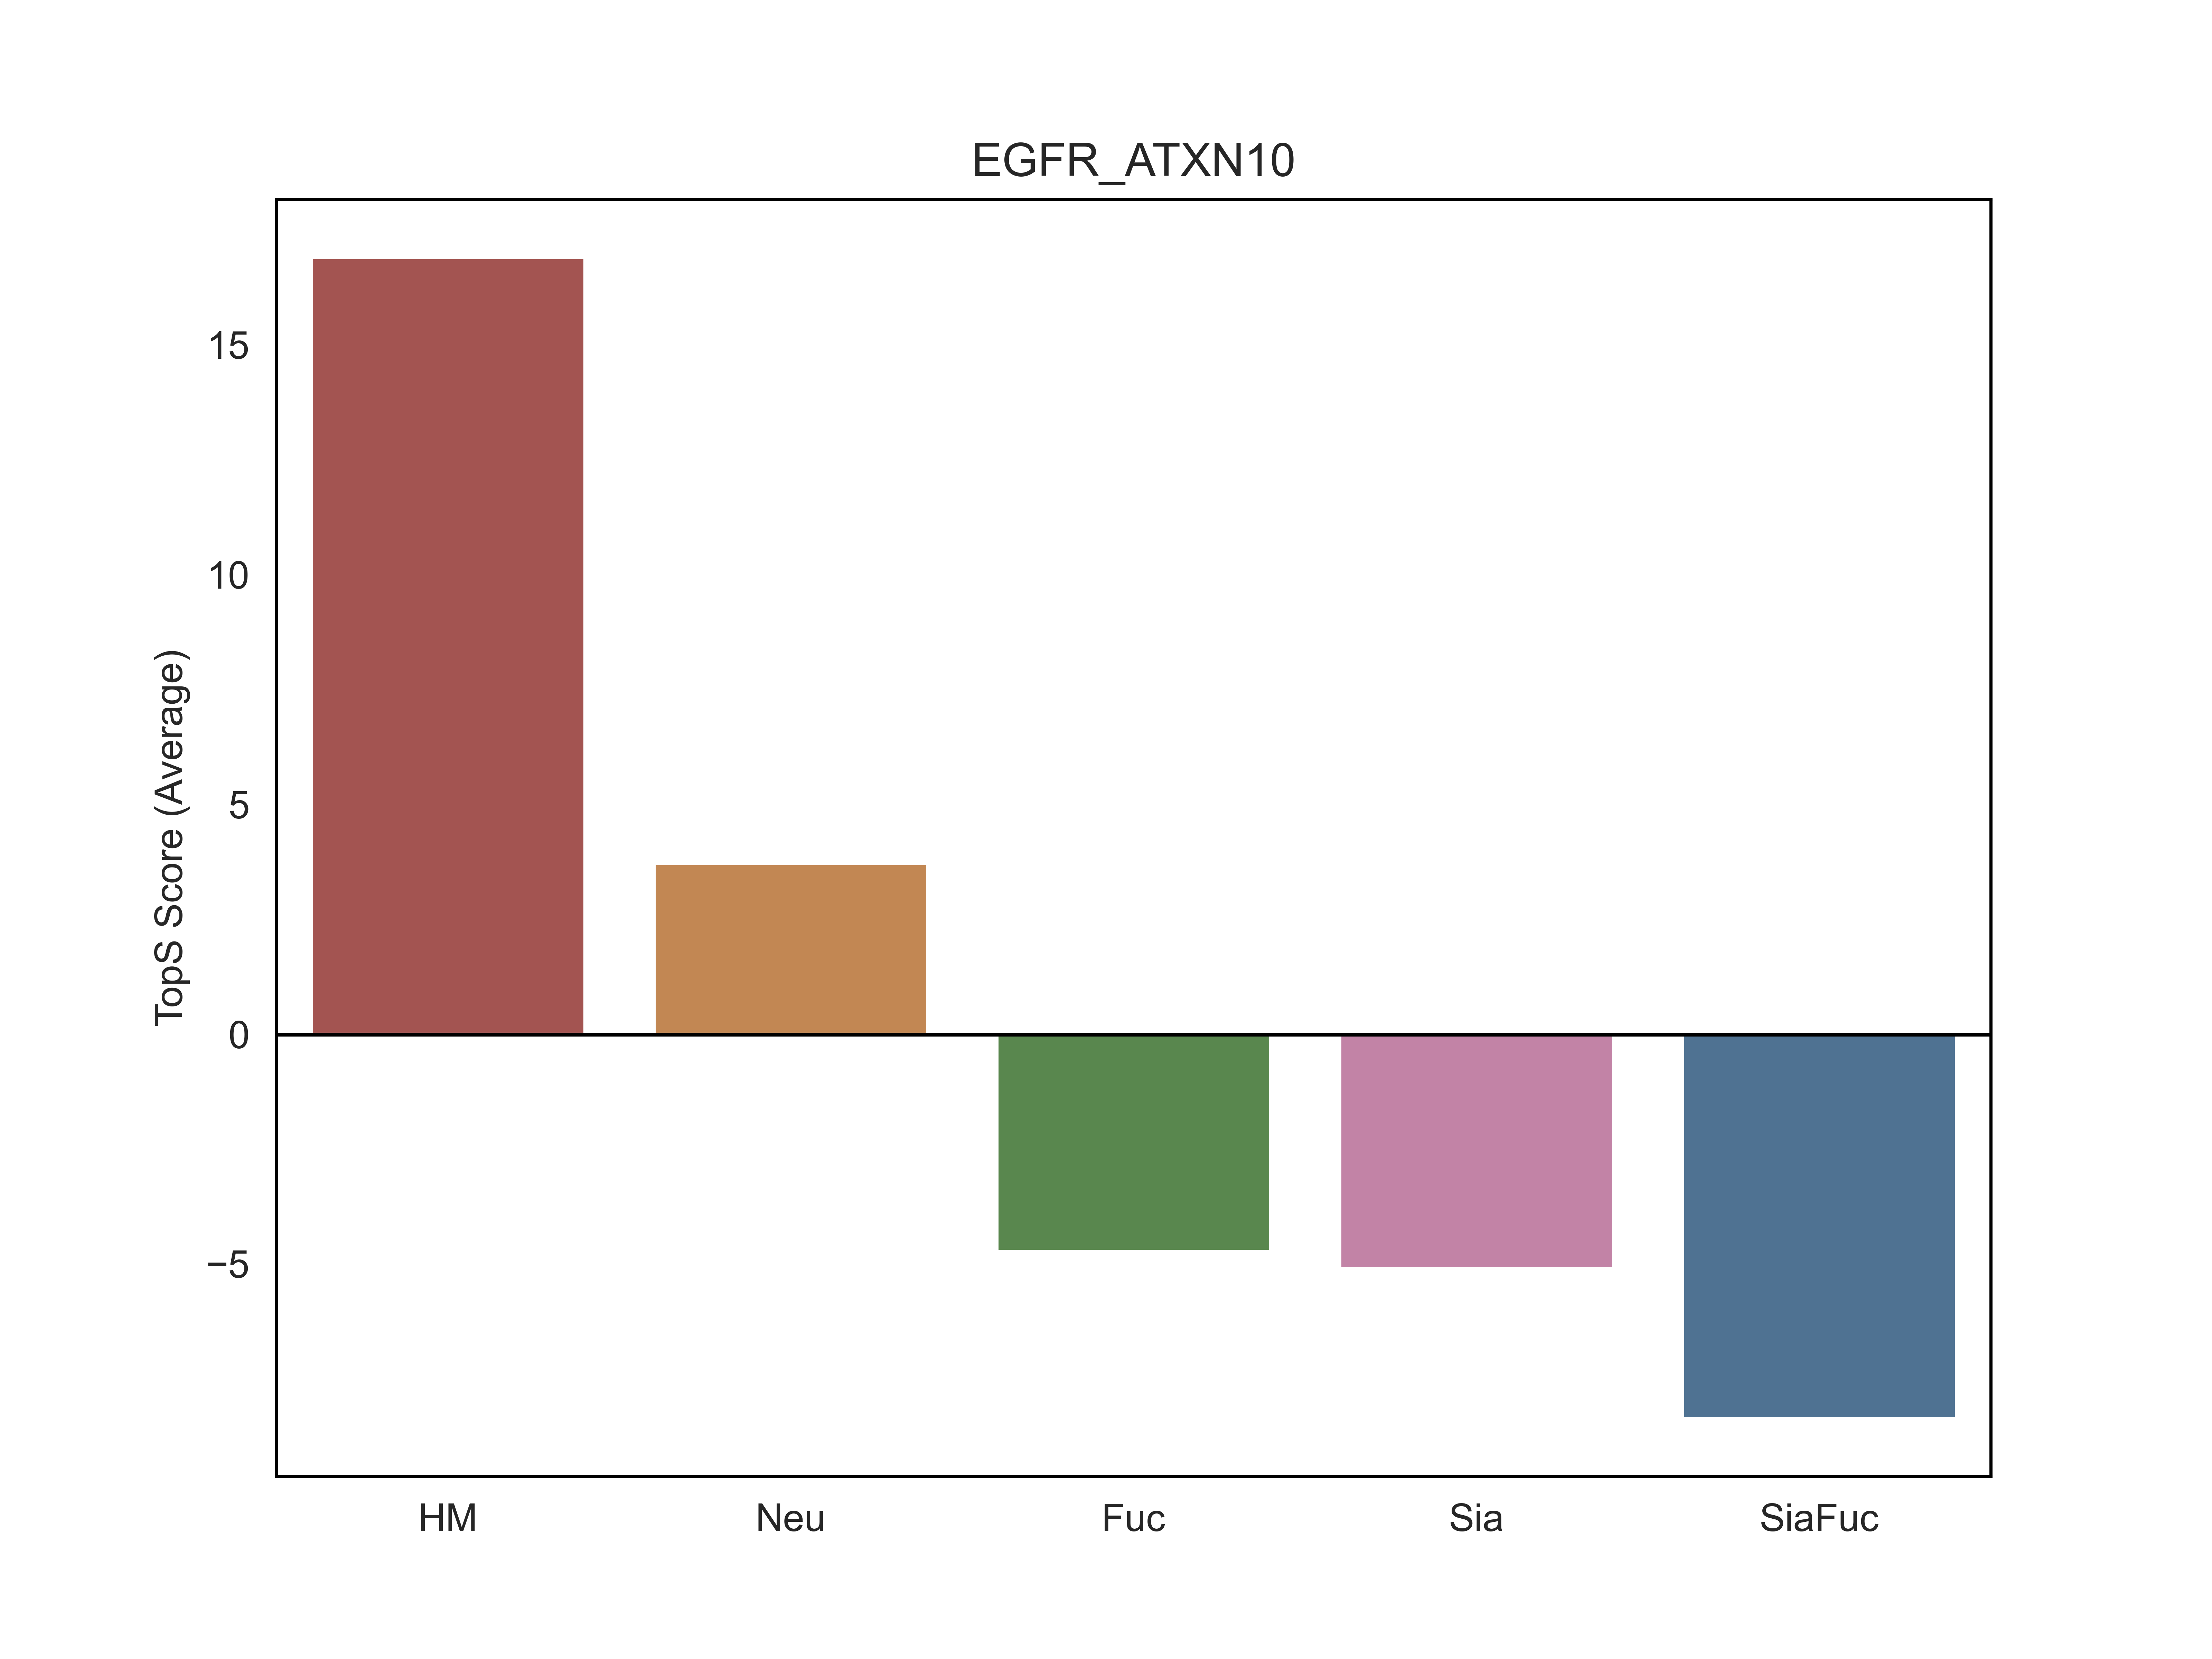 EGFR_ATXN10
TopS Score (Average)
15
10
5
0
−5
HM
Neu
Fuc
Sia
SiaFuc